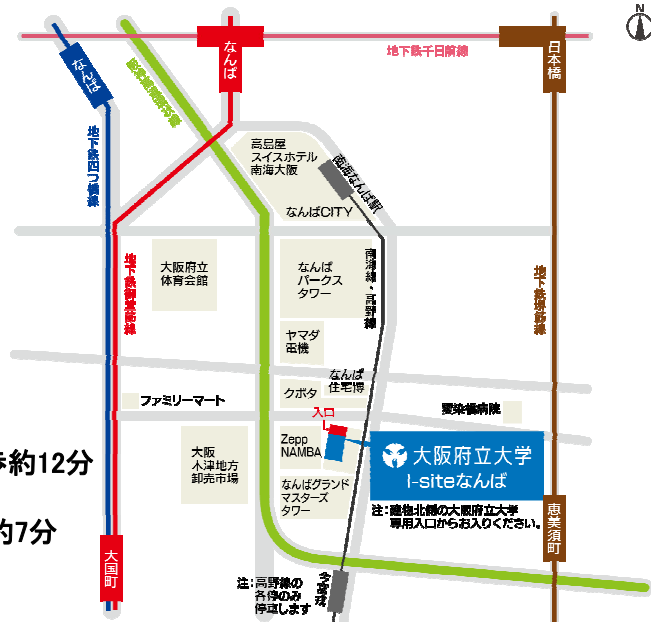 N
なんば
なんば
日本橋
地下鉄千日前線
地下鉄四つ橋線
高島屋
スイスホテル
南海大阪
南海なんば駅
なんばCITY
大阪府立
体育会館
なんば
パークス
タワー
南海線・高野線
地下鉄御堂筋線
地下鉄堺筋線
ヤマダ
電機
なんば
住宅博
クボタ
ファミリーマート
愛染橋病院
入口
大阪
木津地方
卸売市場
Zepp
NAMBA
大阪府立大学
I-siteなんば
歩約12分
なんばグランド
マスターズ
タワー
注:建物北側の大阪府立大学
専用入口からお入りください。
約7分
恵美須町
大国町
注:高野線の
各停のみ
停車します
今宮戎